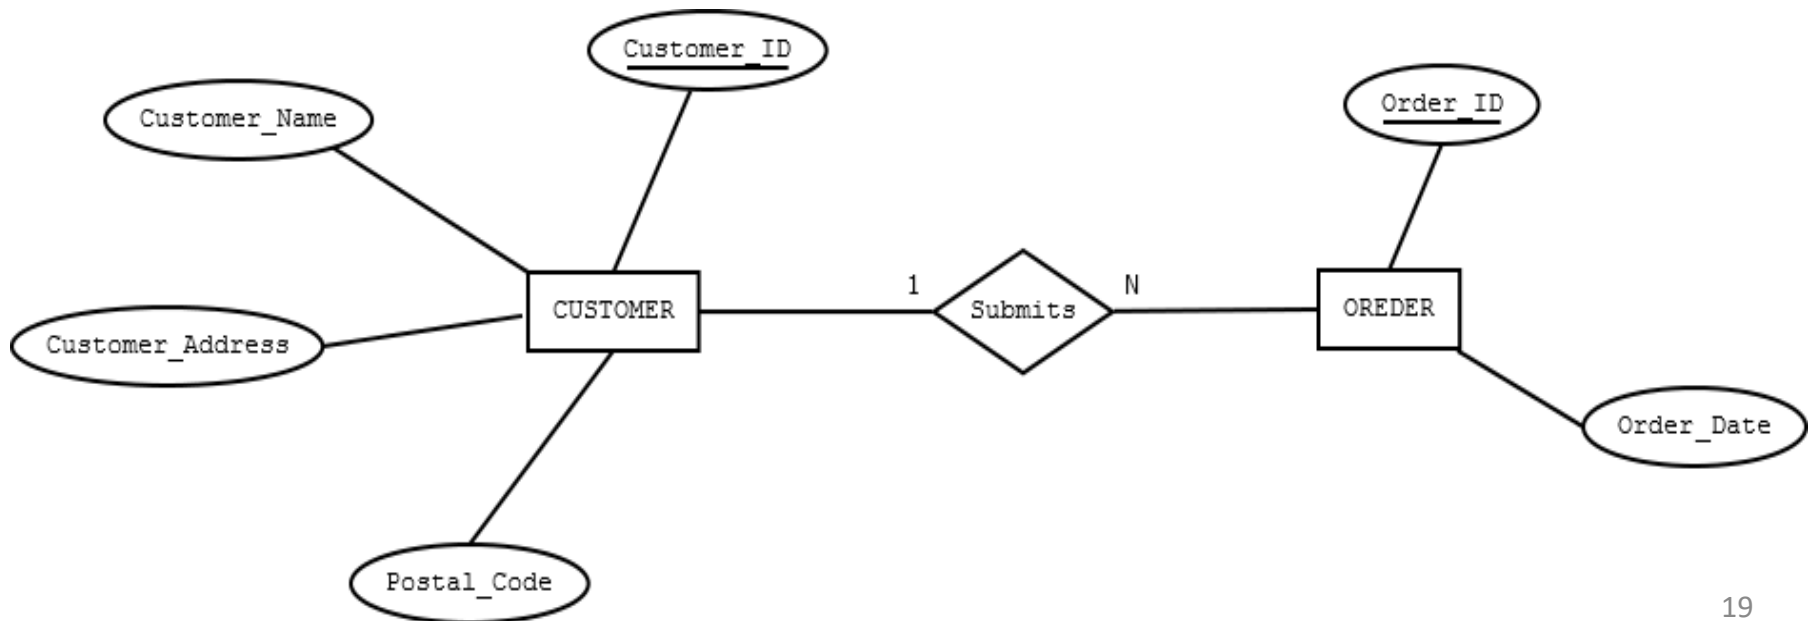 Customer_ID
Order_ID
Customer_Name
1
N
CUSTOMER
Submits
OREDER
Customer_Address
Order_Date
Postal_Code
19